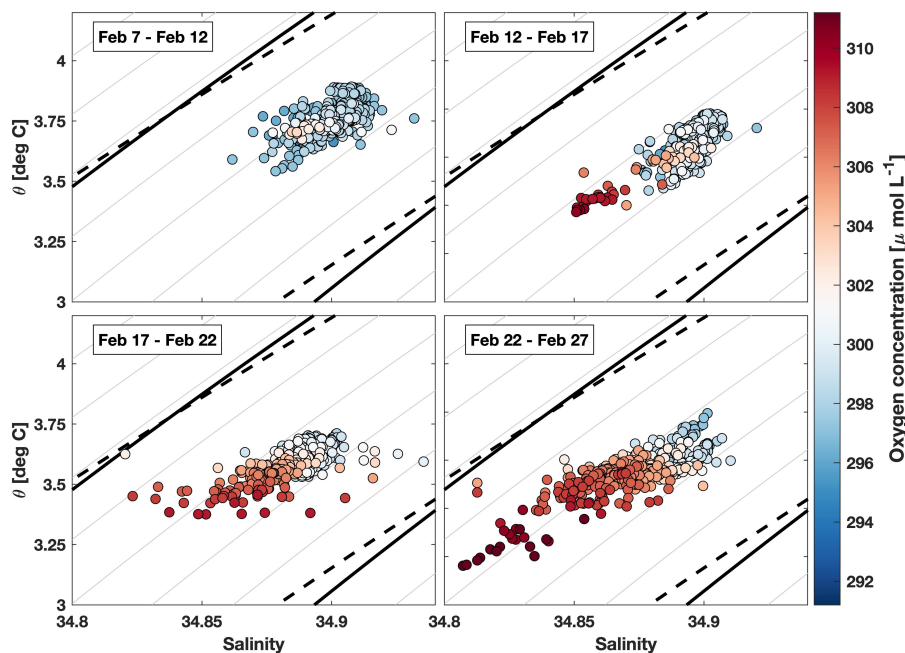 Feb 7 - Feb 12
Feb 12 - Feb 17
4
3.75
3.5
3.25
3
θ [deg C]
Feb 17 - Feb 22
Feb 22 - Feb 27
4
3.75
3.5
3.25
3
θ [deg C]
34.8
34.85
34.9
Salinity
34.8
34.85
34.9
Salinity
310
308
306
304
302
300
298
296
294
292
Oxygen concentration [μ mol L⁻¹]